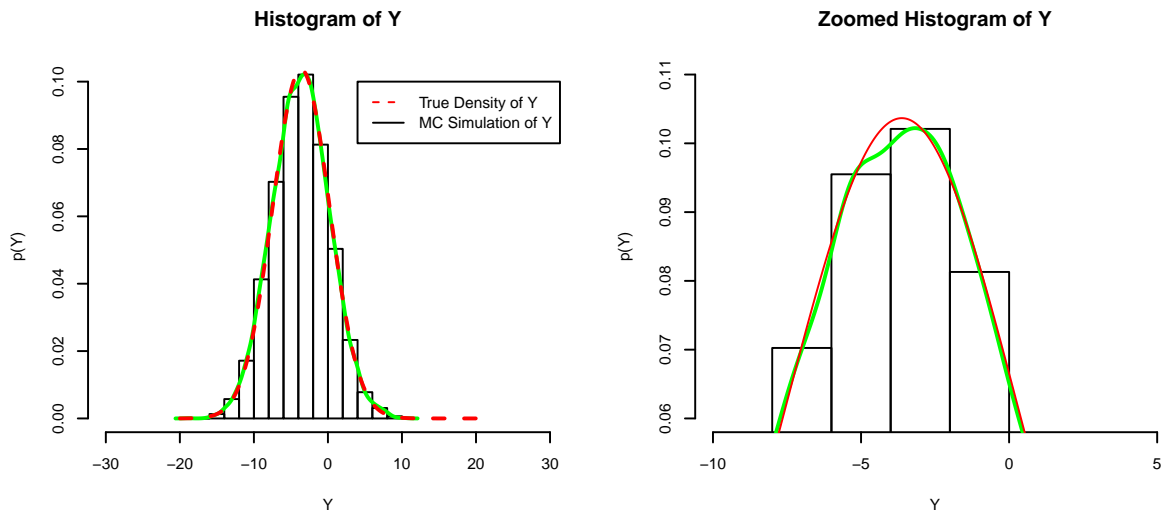 Histogram of Y
p(Y)
0.00
0.02
0.04
0.06
0.08
0.10
True Density of Y
MC Simulation of Y
−30
−20
−10
0
10
20
30
Y
Zoomed Histogram of Y
p(Y)
0.06
0.07
0.08
0.09
0.10
0.11
−10
−5
0
5
Y